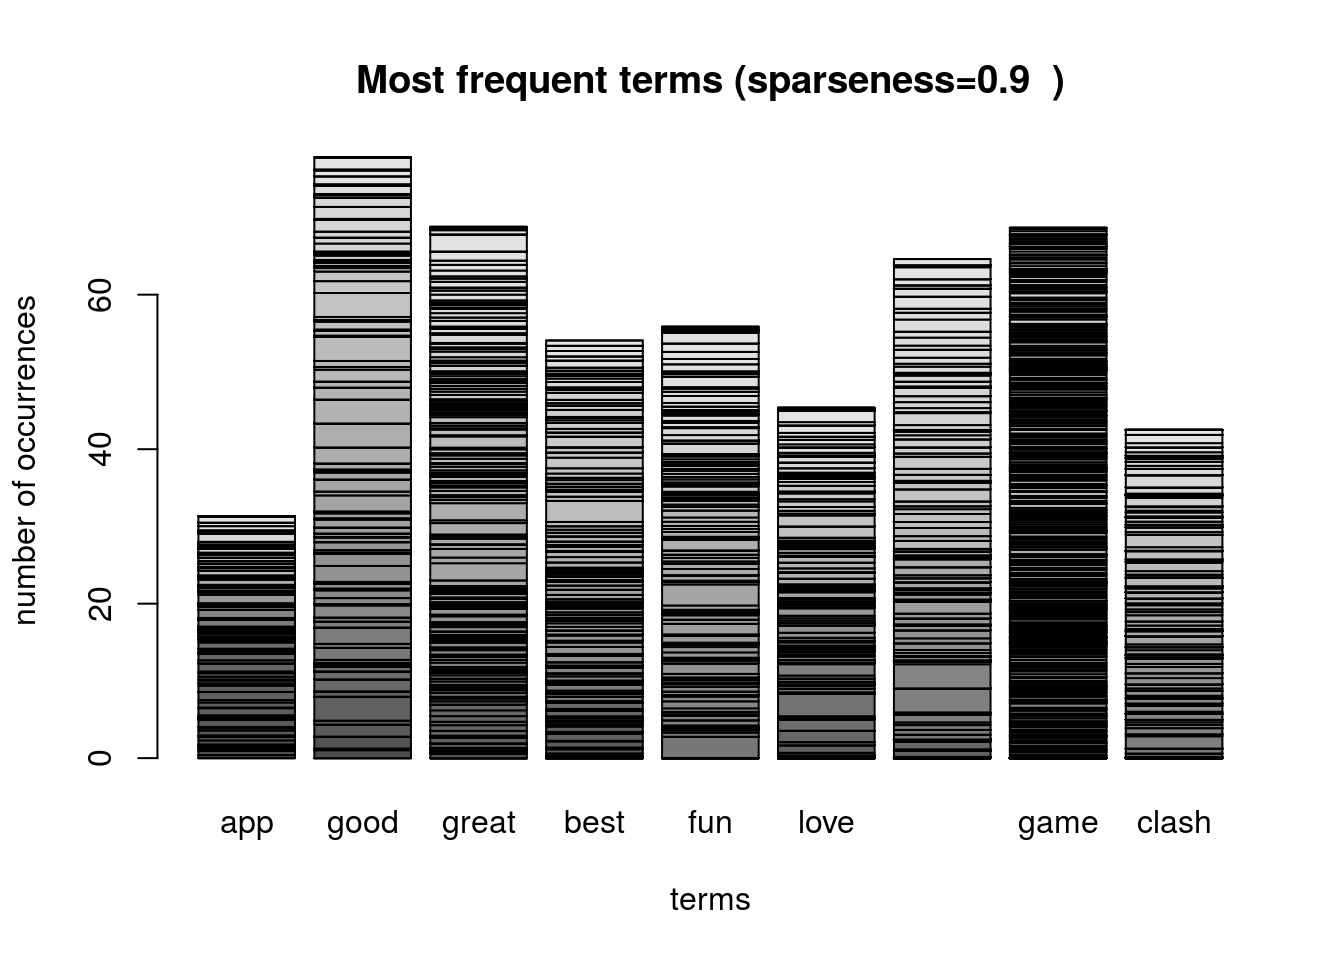 Most frequent terms (sparseness=0.9  )
number of occurrences
60
40
20
0
app good great best fun love game clash
terms